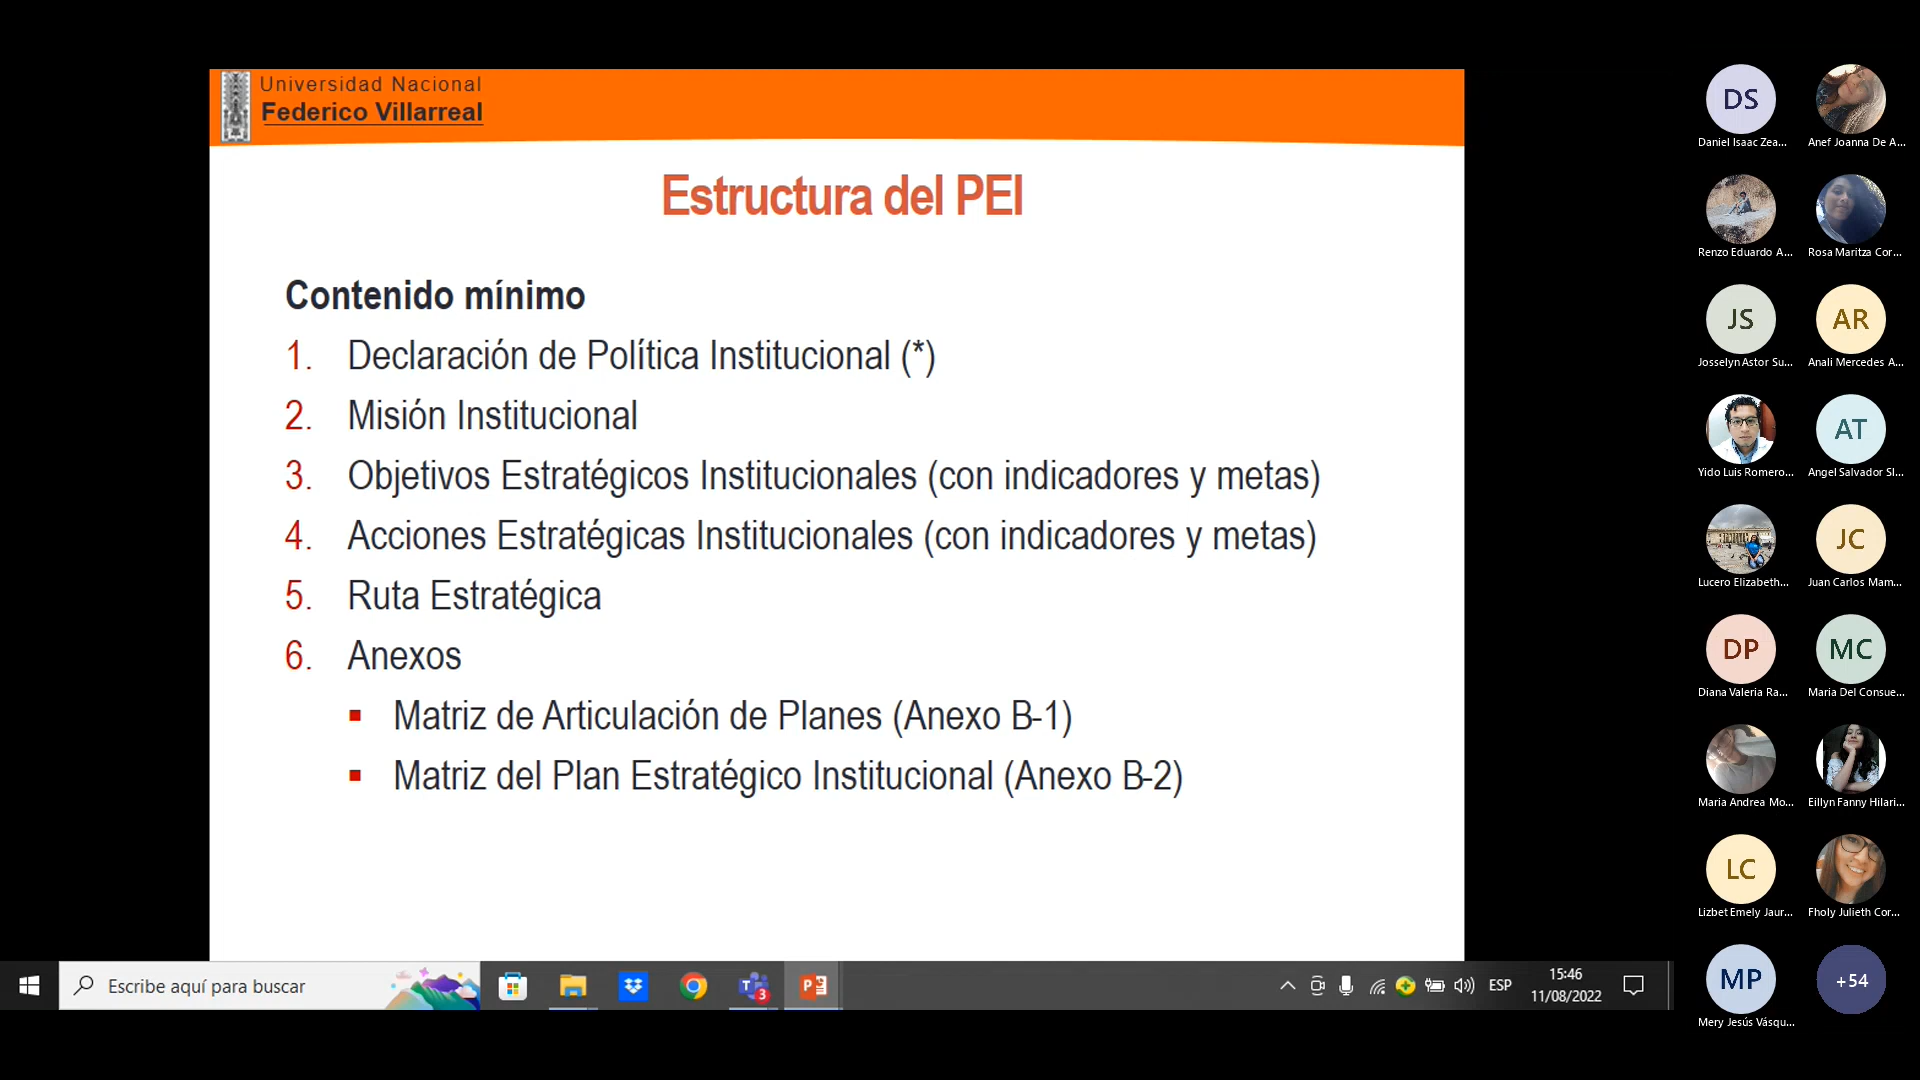 Universidad Nacional
Federico Villarreal
Estructura del PEI
Contenido mínimo
1. Declaración de Política Institucional (*)
2. Misión Institucional
3. Objetivos Estratégicos Institucionales (con indicadores y metas)
4. Acciones Estratégicas Institucionales (con indicadores y metas)
5. Ruta Estratégica
6. Anexos
▪ Matriz de Articulación de Planes (Anexo B-1)
▪ Matriz del Plan Estratégico Institucional (Anexo B-2)
Escribe aquí para buscar
T
3
P
ESP
15:46
11/08/2022
DS
Daniel Isaac Zea...
Anef Joanna De A...
Renzo Eduardo A...
Rosa Maritza Cor...
JS
AR
Josselyn Astor Su...
Anali Mercedes A...
AT
Yido Luis Romero...
Angel Salvador Sl...
JC
Lucero Elizabeth...
Juan Carlos Mam...
DP
MC
Diana Valeria Ra...
Maria Del Consue...
Maria Andrea Mo...
Eillyn Fanny Hilari...
LC
Lizbet Emely Jaur...
Fholy Julieth Cor...
MP
+54
Mery Jesús Vásqu...